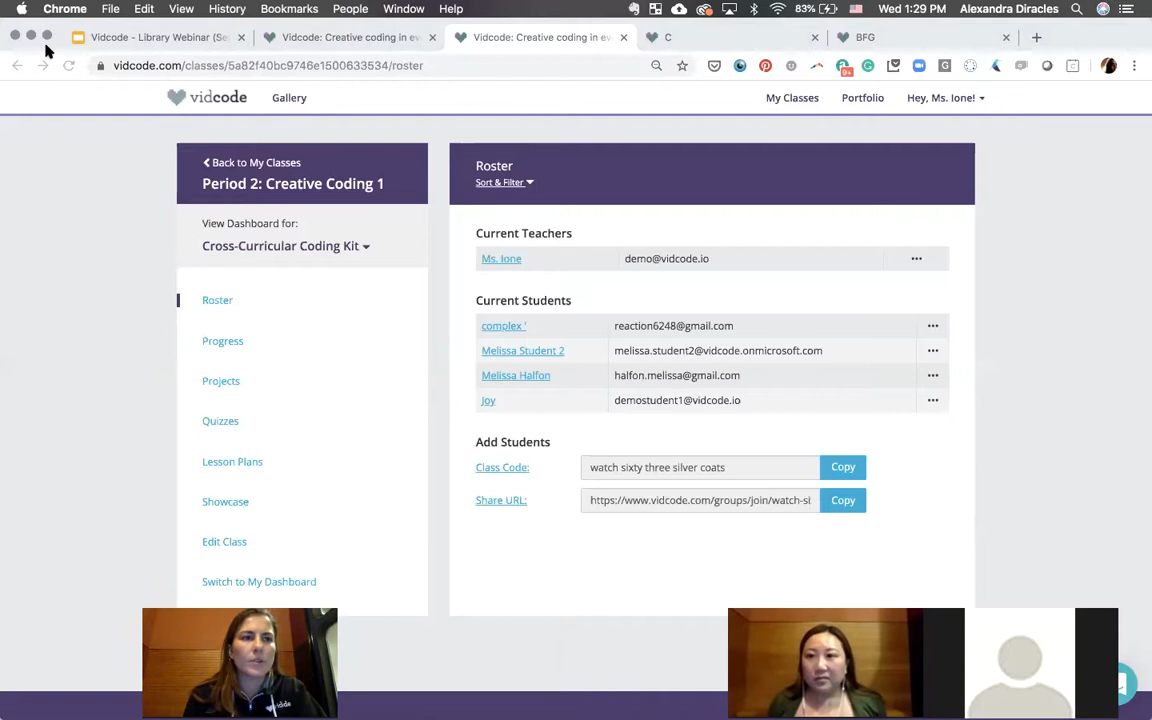 Chrome File Edit View History Bookmarks People Window Help 83% Wed 1:29 PM Alexandra Diracles
Vidcode - Library Webinar (Se Vidcode: Creative coding in ev Vidcode: Creative coding in ev C BFG
vidcode.com/classes/5a82f40bc9746e1500633534/roster 9+
vidcode Gallery My Classes Portfolio Hey, Ms. Ione!
Back to My Classes
Period 2: Creative Coding 1
View Dashboard for:
Cross-Curricular Coding Kit
Roster
Progress
Projects
Quizzes
Lesson Plans
Showcase
Edit Class
Switch to My Dashboard
Roster
Sort & Filter
Current Teachers
Ms. Ione demo@vidcode.io
Current Students
complex ' reaction6248@gmail.com
Melissa Student 2 melissa.student2@vidcode.onmicrosoft.com
Melissa Halfon halfon.melissa@gmail.com
Joy demostudent1@vidcode.io
Add Students
Class Code: watch sixty three silver coats Copy
Share URL: https://www.vidcode.com/groups/join/watch-si Copy
vidcode